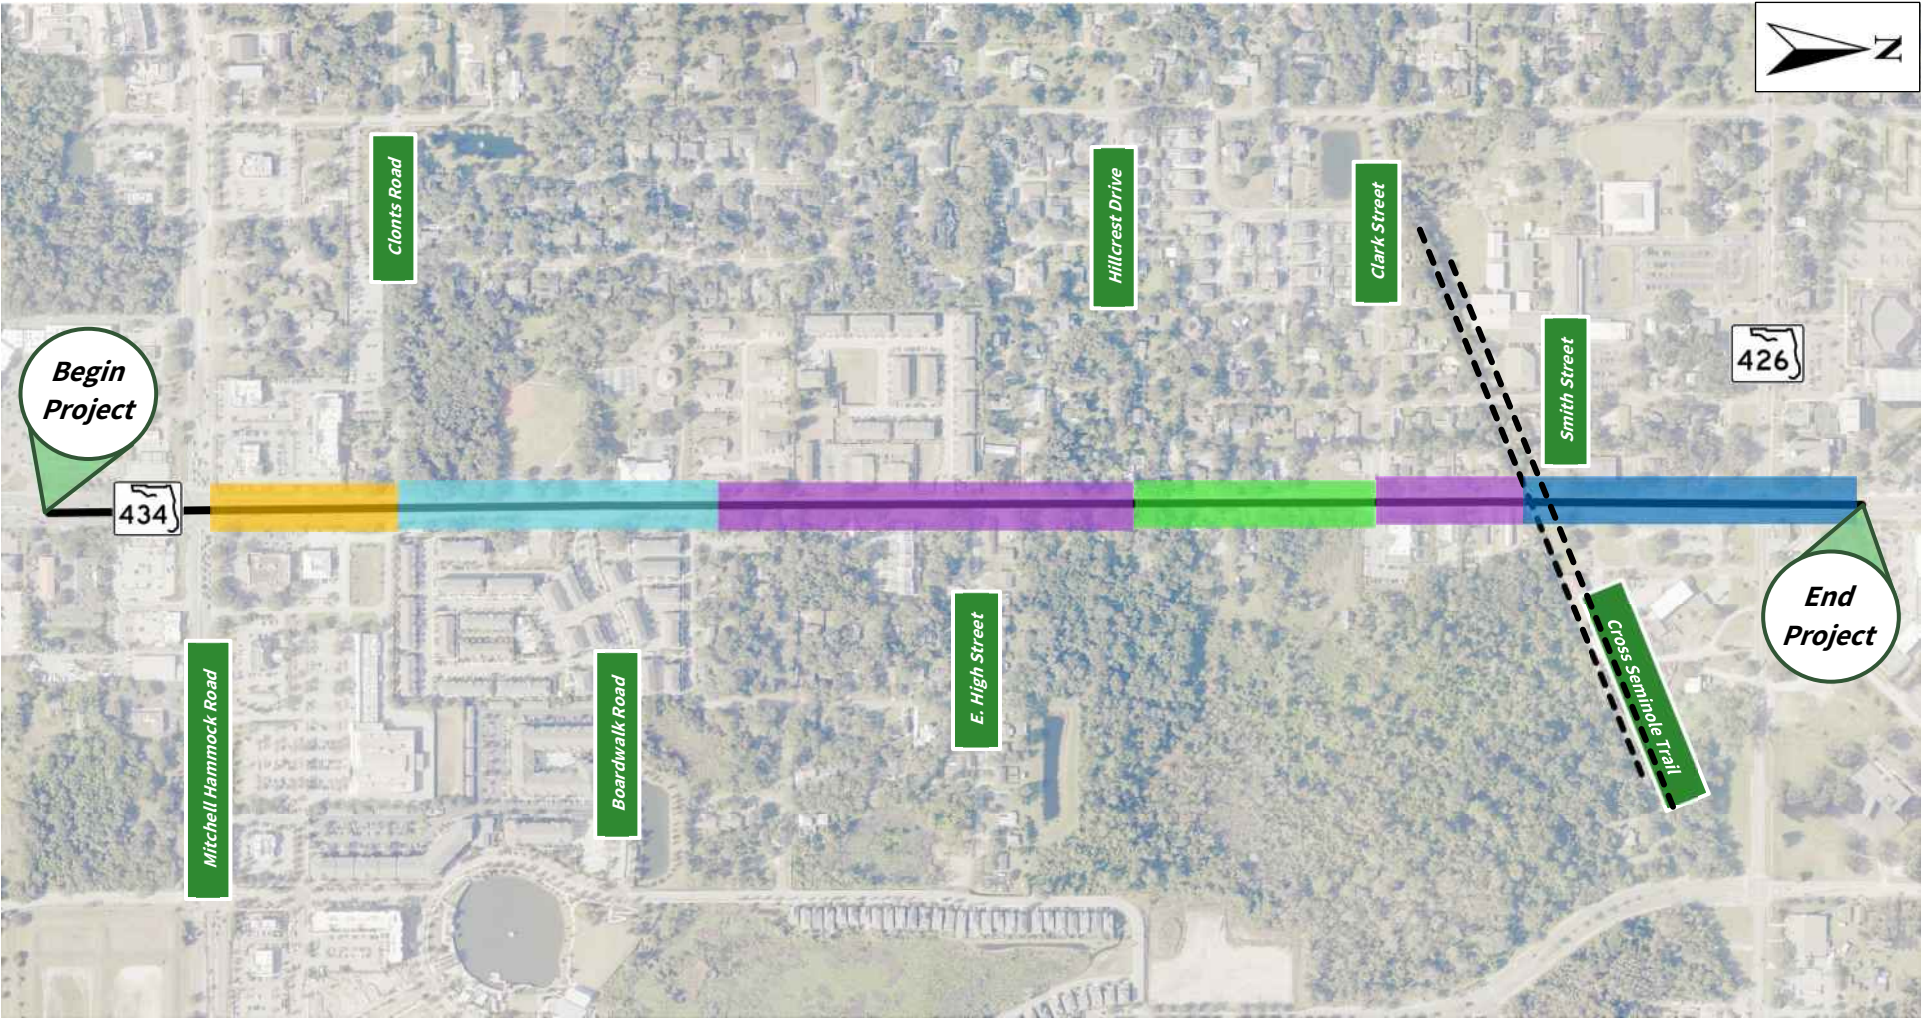 N
Clonts Road
Hillcrest Drive
Clark Street
Smith Street
426
Begin
Project
434
End
Project
E. High Street
Cross Seminole Trail
Boardwalk Road
Mitchell Hammock Road